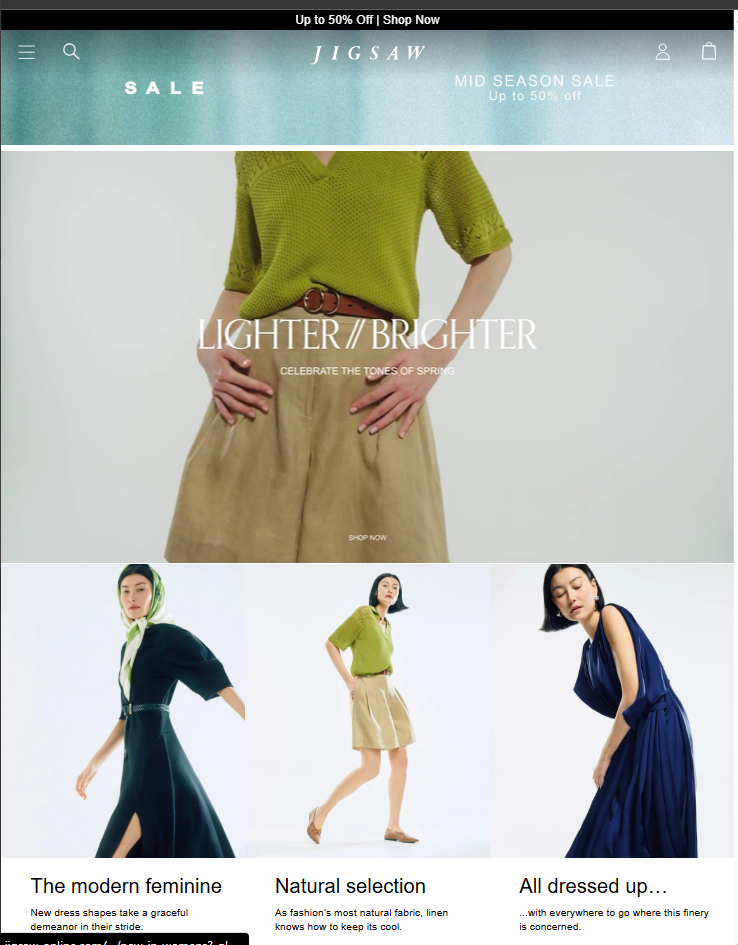 Up to 50% Off | Shop Now
JIGSAW
SALE
MID SEASON SALE
Up to 50% off
LIGHTER // BRIGHTER
CELEBRATE THE TONES OF SPRING
SHOP NOW
The modern feminine
New dress shapes take a graceful
demeanor in their stride.
Natural selection
As fashion's most natural fabric, linen
knows how to keep its cool.
All dressed up…
...with everywhere to go where this finery
is concerned.